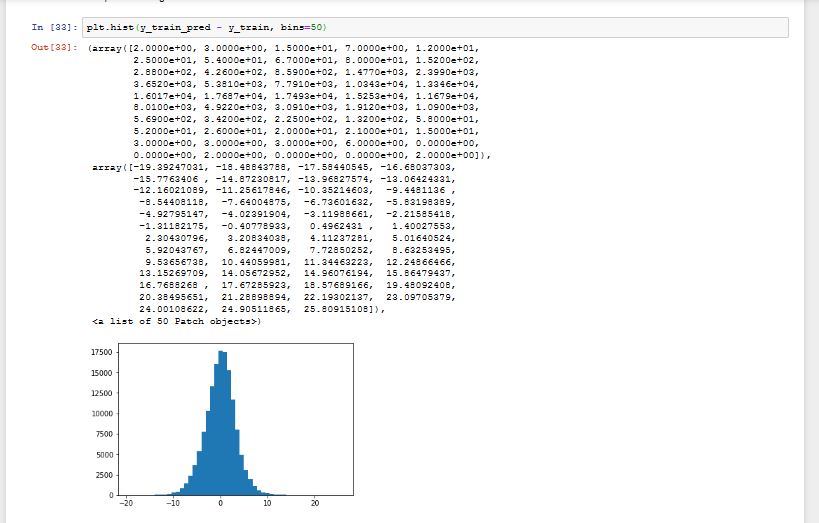 In [33]: plt.hist(y_train_pred - y_train, bins=50)
Out[33]: (array([2.0000e+00, 3.0000e+00, 1.5000e+01, 7.0000e+00, 1.2000e+01,
2.5000e+01, 5.4000e+01, 6.7000e+01, 8.0000e+01, 1.5200e+02,
2.8800e+02, 4.2600e+02, 8.5900e+02, 1.4770e+03, 2.3990e+03,
3.6520e+03, 5.3810e+03, 7.7910e+03, 1.0343e+04, 1.3346e+04,
1.6017e+04, 1.7687e+04, 1.7493e+04, 1.5253e+04, 1.1679e+04,
8.0100e+03, 4.9220e+03, 3.0910e+03, 1.9120e+03, 1.0900e+03,
5.6900e+02, 3.4200e+02, 2.2500e+02, 1.3200e+02, 5.8000e+01,
5.2000e+01, 2.6000e+01, 2.0000e+01, 2.1000e+01, 1.5000e+01,
3.0000e+00, 3.0000e+00, 3.0000e+00, 6.0000e+00, 0.0000e+00,
0.0000e+00, 2.0000e+00, 0.0000e+00, 0.0000e+00, 2.0000e+00]),
array([-19.39247031, -18.48843788, -17.58440545, -16.68037303,
-15.7763406 , -14.87230817, -13.96827574, -13.06424331,
-12.16021089, -11.25617846, -10.35214603, -9.4481136 ,
-8.54408118, -7.64004875, -6.73601632, -5.83198389,
-4.92795147, -4.02391904, -3.11988661, -2.21585418,
-1.31182175, -0.40778933, 0.4962431 , 1.40027553,
2.30430796, 3.20834038, 4.11237281, 5.01640524,
5.92043767, 6.82447009, 7.72850252, 8.63253495,
9.53656738, 10.44059981, 11.34463223, 12.24866466,
13.15269709, 14.05672952, 14.96076194, 15.86479437,
16.7688268 , 17.67285923, 18.57689166, 19.48092408,
20.38495651, 21.28898894, 22.19302137, 23.09705379,
24.00108622, 24.90511865, 25.80915108]),
<a list of 50 Patch objects>)
17500
15000
12500
10000
7500
5000
2500
0
-20 -10 0 10 20